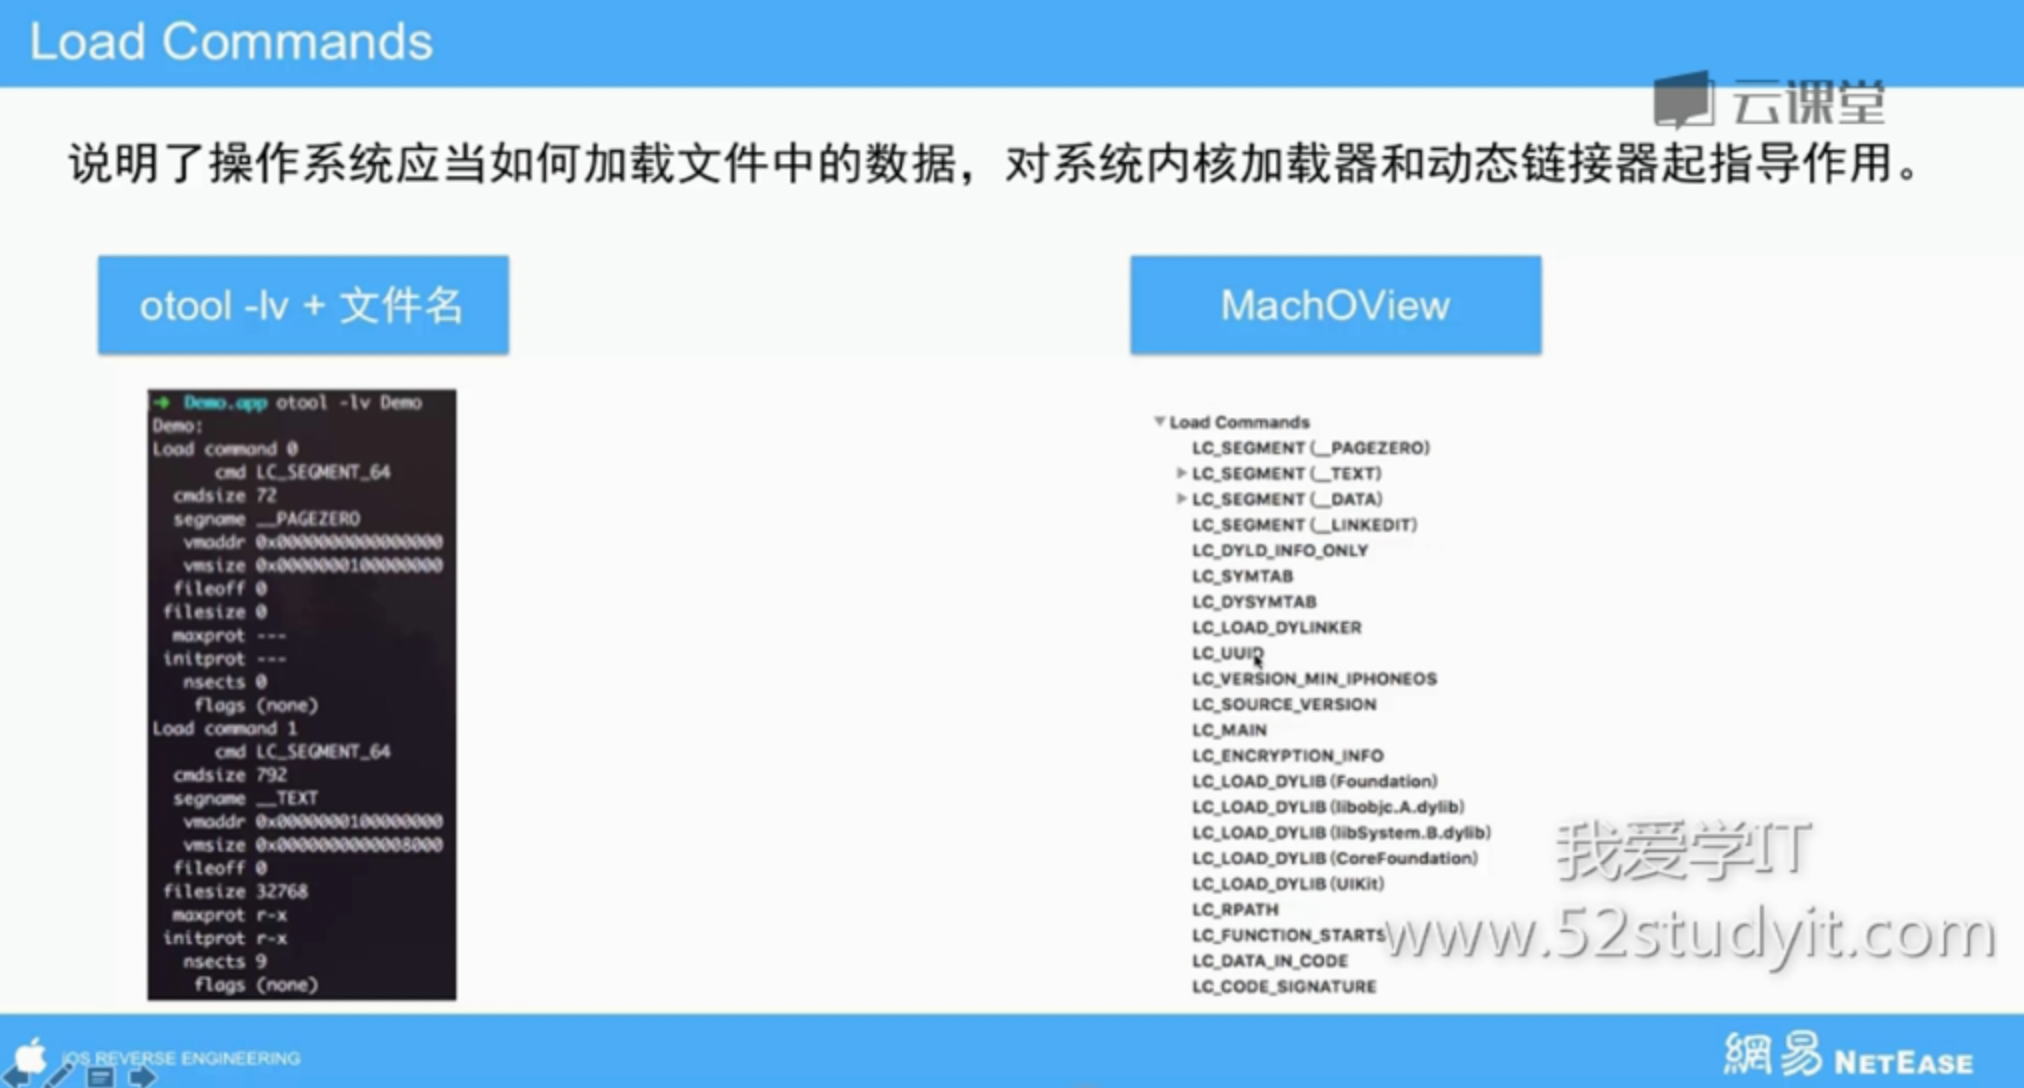 Load Commands
云课堂
说明了操作系统应当如何加载文件中的数据，对系统内核加载器和动态链接器起指导作用。
otool -lv + 文件名
➜ Demo.app otool -lv Demo
Demo:
Load command 0
cmd LC_SEGMENT_64
cmdsize 72
segname __PAGEZERO
vmaddr 0x0000000000000000
vmsize 0x0000000100000000
fileoff 0
filesize 0
maxprot ---
initprot ---
nsects 0
flags (none)
Load command 1
cmd LC_SEGMENT_64
cmdsize 792
segname __TEXT
vmaddr 0x0000000100000000
vmsize 0x0000000000008000
fileoff 0
filesize 32768
maxprot r-x
initprot r-x
nsects 9
flags (none)
MachOView
Load Commands
LC_SEGMENT (__PAGEZERO)
LC_SEGMENT (__TEXT)
LC_SEGMENT (__DATA)
LC_SEGMENT (__LINKEDIT)
LC_DYLD_INFO_ONLY
LC_SYMTAB
LC_DYSYMTAB
LC_LOAD_DYLINKER
LC_UUID
LC_VERSION_MIN_IPHONEOS
LC_SOURCE_VERSION
LC_MAIN
LC_ENCRYPTION_INFO
LC_LOAD_DYLIB (Foundation)
LC_LOAD_DYLIB (libobjc.A.dylib)
LC_LOAD_DYLIB (libSystem.B.dylib)
LC_LOAD_DYLIB (CoreFoundation)
LC_LOAD_DYLIB (UIKit)
LC_RPATH
LC_FUNCTION_STARTS
LC_DATA_IN_CODE
LC_CODE_SIGNATURE
我爱学IT
www.52studyit.com
iOS REVERSE ENGINEERING
網易 NETEASE